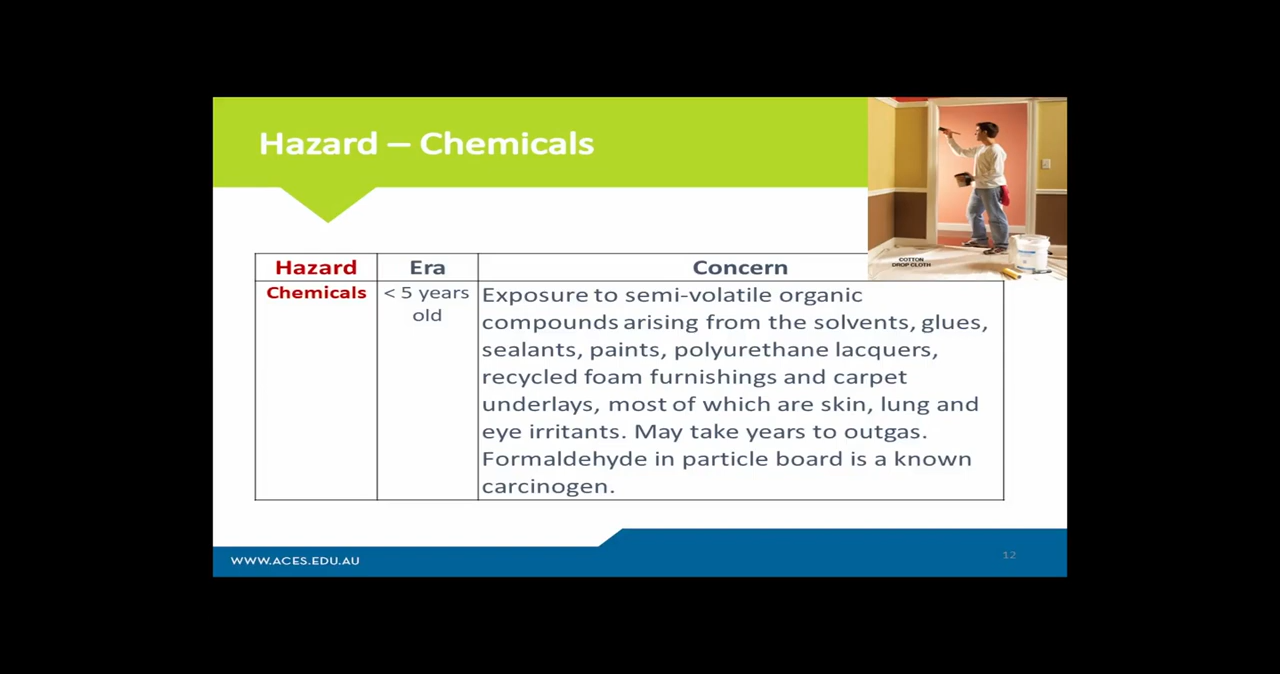 Hazard – Chemicals
COTTON
DROP CLOTH
Hazard Era Concern
Chemicals < 5 years old Exposure to semi-volatile organic
compounds arising from the solvents, glues,
sealants, paints, polyurethane lacquers,
recycled foam furnishings and carpet
underlays, most of which are skin, lung and
eye irritants. May take years to outgas.
Formaldehyde in particle board is a known
carcinogen.
WWW.ACES.EDU.AU
12